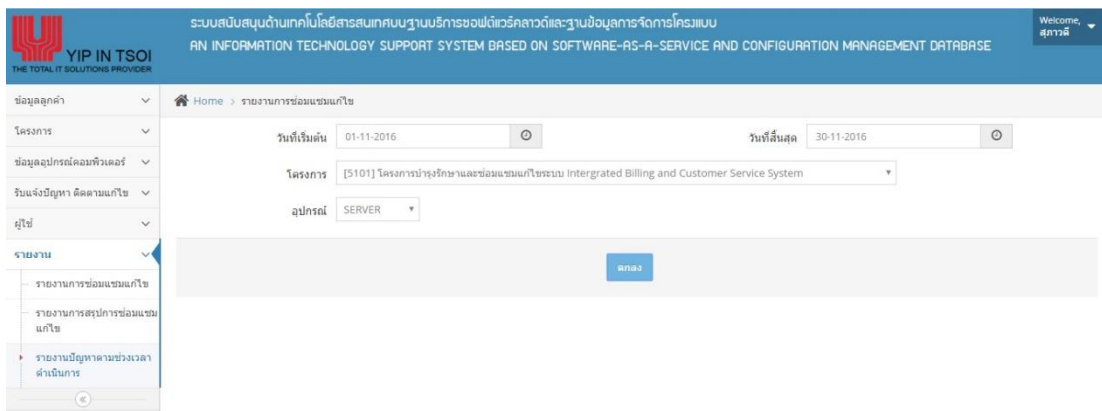 ระบบสนับสนุนด้านเทคโนโลยีสารสนเทศบนฐานบริการซอฟต์แวร์คลาวด์และฐานข้อมูลการจัดการโครงแบบ
AN INFORMATION TECHNOLOGY SUPPORT SYSTEM BASED ON SOFTWARE-AS-A-SERVICE AND CONFIGURATION MANAGEMENT DATABASE
Welcome,
สุภาวดี
YIP IN TSOI
THE TOTAL IT SOLUTIONS PROVIDER
ข้อมูลลูกค้า
โครงการ
ข้อมูลอุปกรณ์คอมพิวเตอร์
รับแจ้งปัญหา ติดตามแก้ไข
ผู้ใช้
รายงาน
รายงานการซ่อมแซมแก้ไข
รายงานการสรุปการซ่อมแซม
แก้ไข
รายงานปัญหาตามช่วงเวลา
ดำเนินการ
Home > รายงานการซ่อมแซมแก้ไข
วันที่เริ่มต้น 01-11-2016 วันที่สิ้นสุด 30-11-2016
โครงการ [5101] โครงการบำรุงรักษาและซ่อมแซมแก้ไขระบบ Intergrated Billing and Customer Service System
อุปกรณ์ SERVER
ตกลง